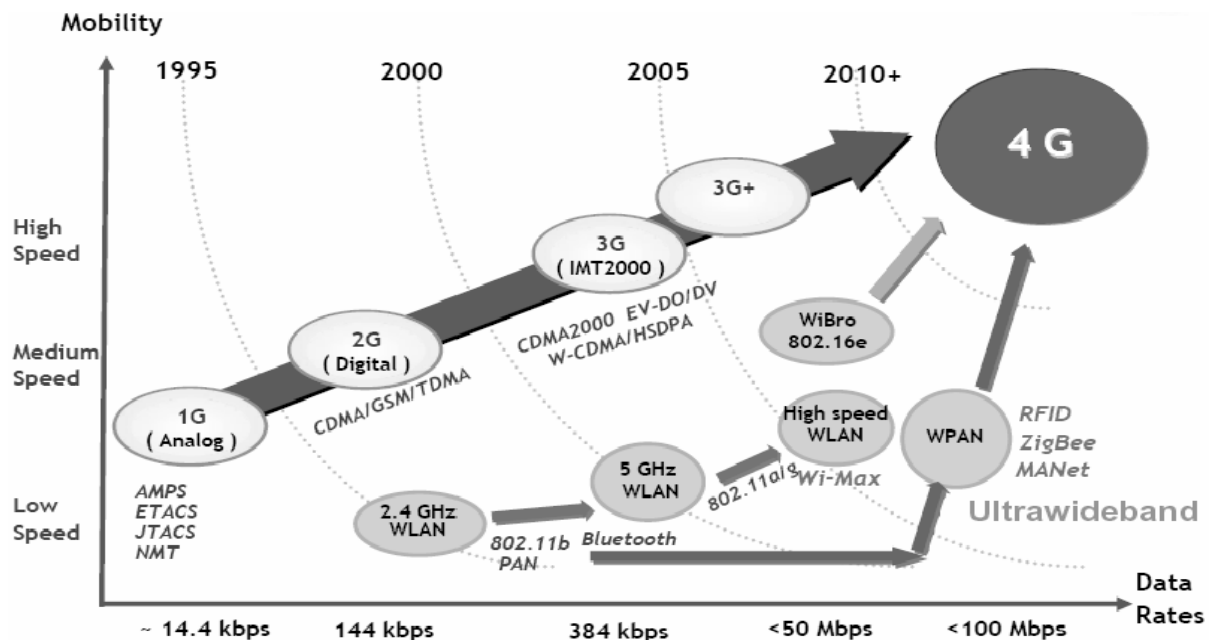 Mobility
1995
2000
2005
2010+
4 G
3G+
High
Speed
3G
( IMT2000 )
CDMA2000 EV-DO/DV
W-CDMA/HSDPA
WiBro
802.16e
Medium
Speed
2G
( Digital )
CDMA/GSM/TDMA
1G
( Analog )
High speed
WLAN
WPAN
RFID
ZigBee
MANet
5 GHz
WLAN
802.11a/g
Wi-Max
AMPS
ETACS
JTACS
NMT
Low
Speed
2.4 GHz
WLAN
802.11b
PAN
Bluetooth
Ultrawideband
Data
Rates
~ 14.4 kbps
144 kbps
384 kbps
<50 Mbps
<100 Mbps